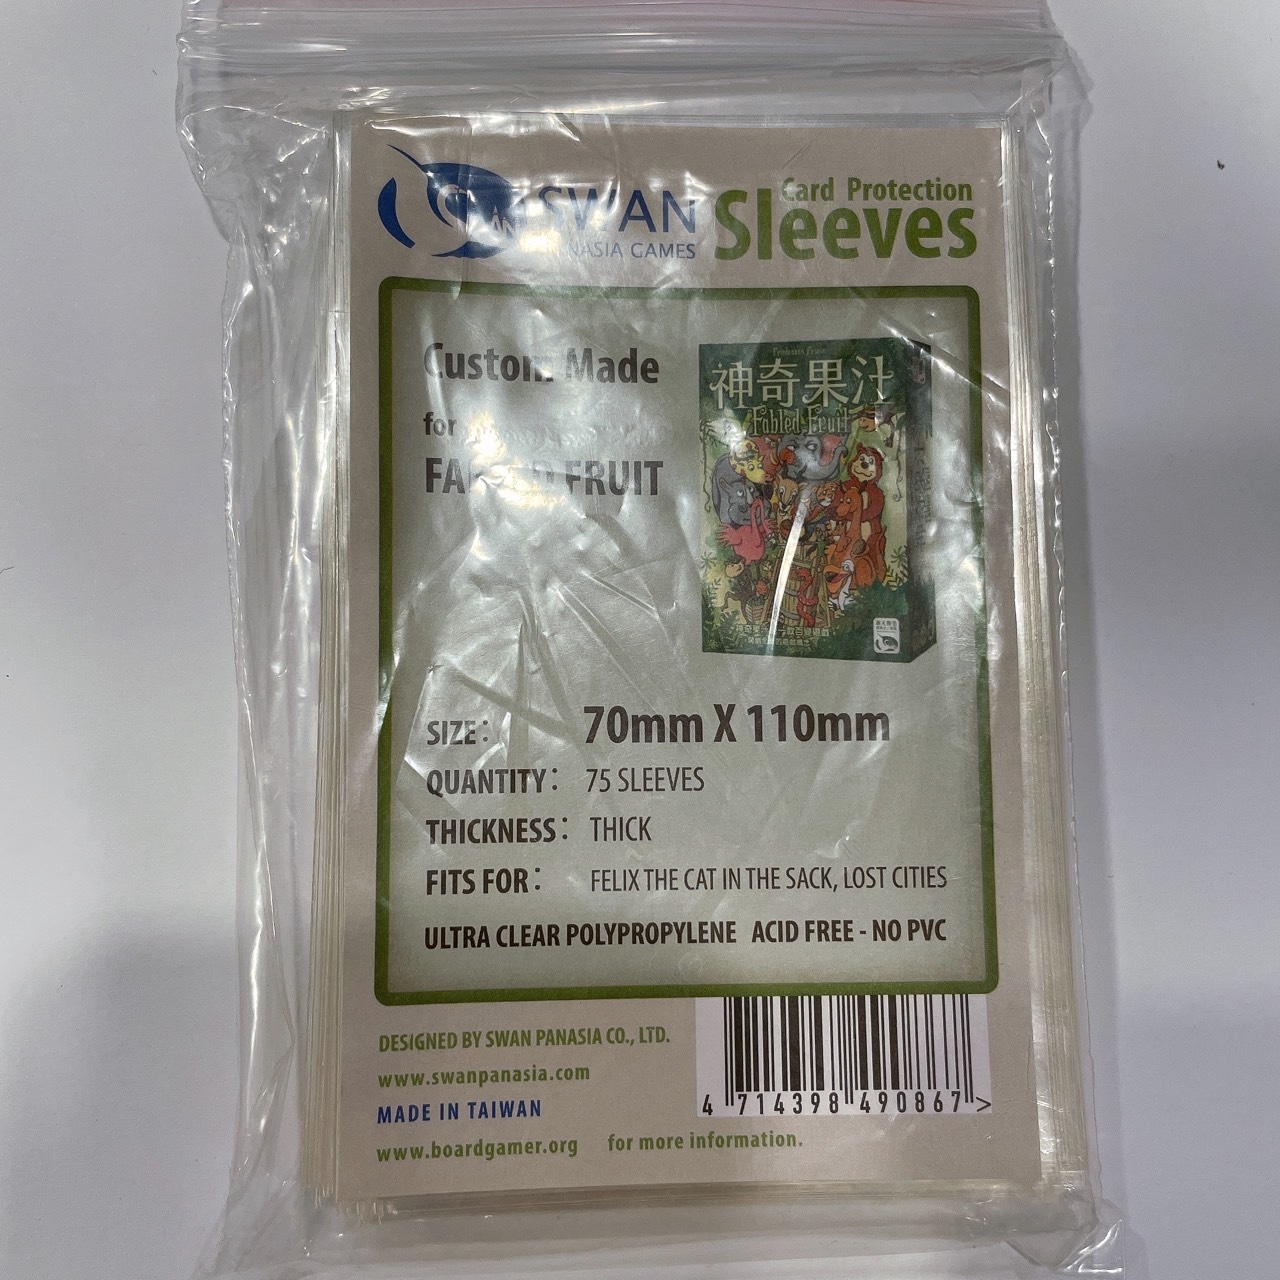 SWAN
PANASIA GAMES
Card Protection
Sleeves
Custom Made
for
FABLED FRUIT
神奇果汁
Fabled Fruit
SIZE: 70mm X 110mm
QUANTITY: 75 SLEEVES
THICKNESS: THICK
FITS FOR: FELIX THE CAT IN THE SACK, LOST CITIES
ULTRA CLEAR POLYPROPYLENE ACID FREE - NO PVC
DESIGNED BY SWAN PANASIA CO., LTD.
www.swanpanasia.com
MADE IN TAIWAN
www.boardgamer.org for more information.
4 714398 490867 >